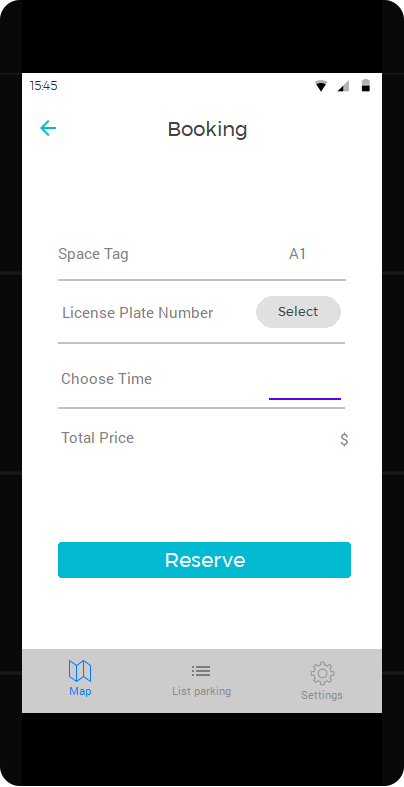 15:45
Booking
Space Tag A1
License Plate Number Select
Choose Time
Total Price $
Reserve
Map List parking Settings